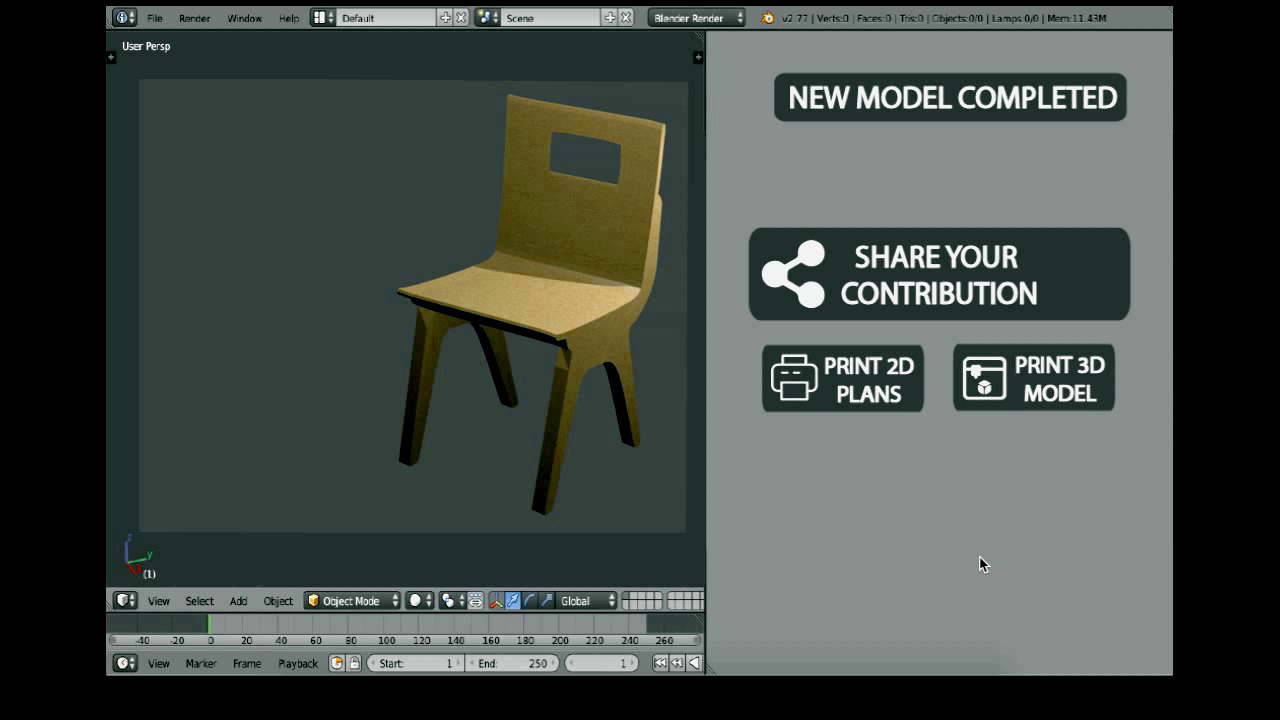 File Render Window Help Default Scene Blender Render v2.77 | Verts:0 | Faces:0 | Tris:0 | Objects:0/0 | Lamps:0/0 | Mem:11.43M
User Persp
NEW MODEL COMPLETED
SHARE YOUR
CONTRIBUTION
PRINT 2D
PLANS
PRINT 3D
MODEL
z
y
(1)
View Select Add Object Object Mode Global
-40 -20 0 20 40 60 80 100 120 140 160 180 200 220 240 260
View Marker Frame Playback Start: 1 End: 250 1